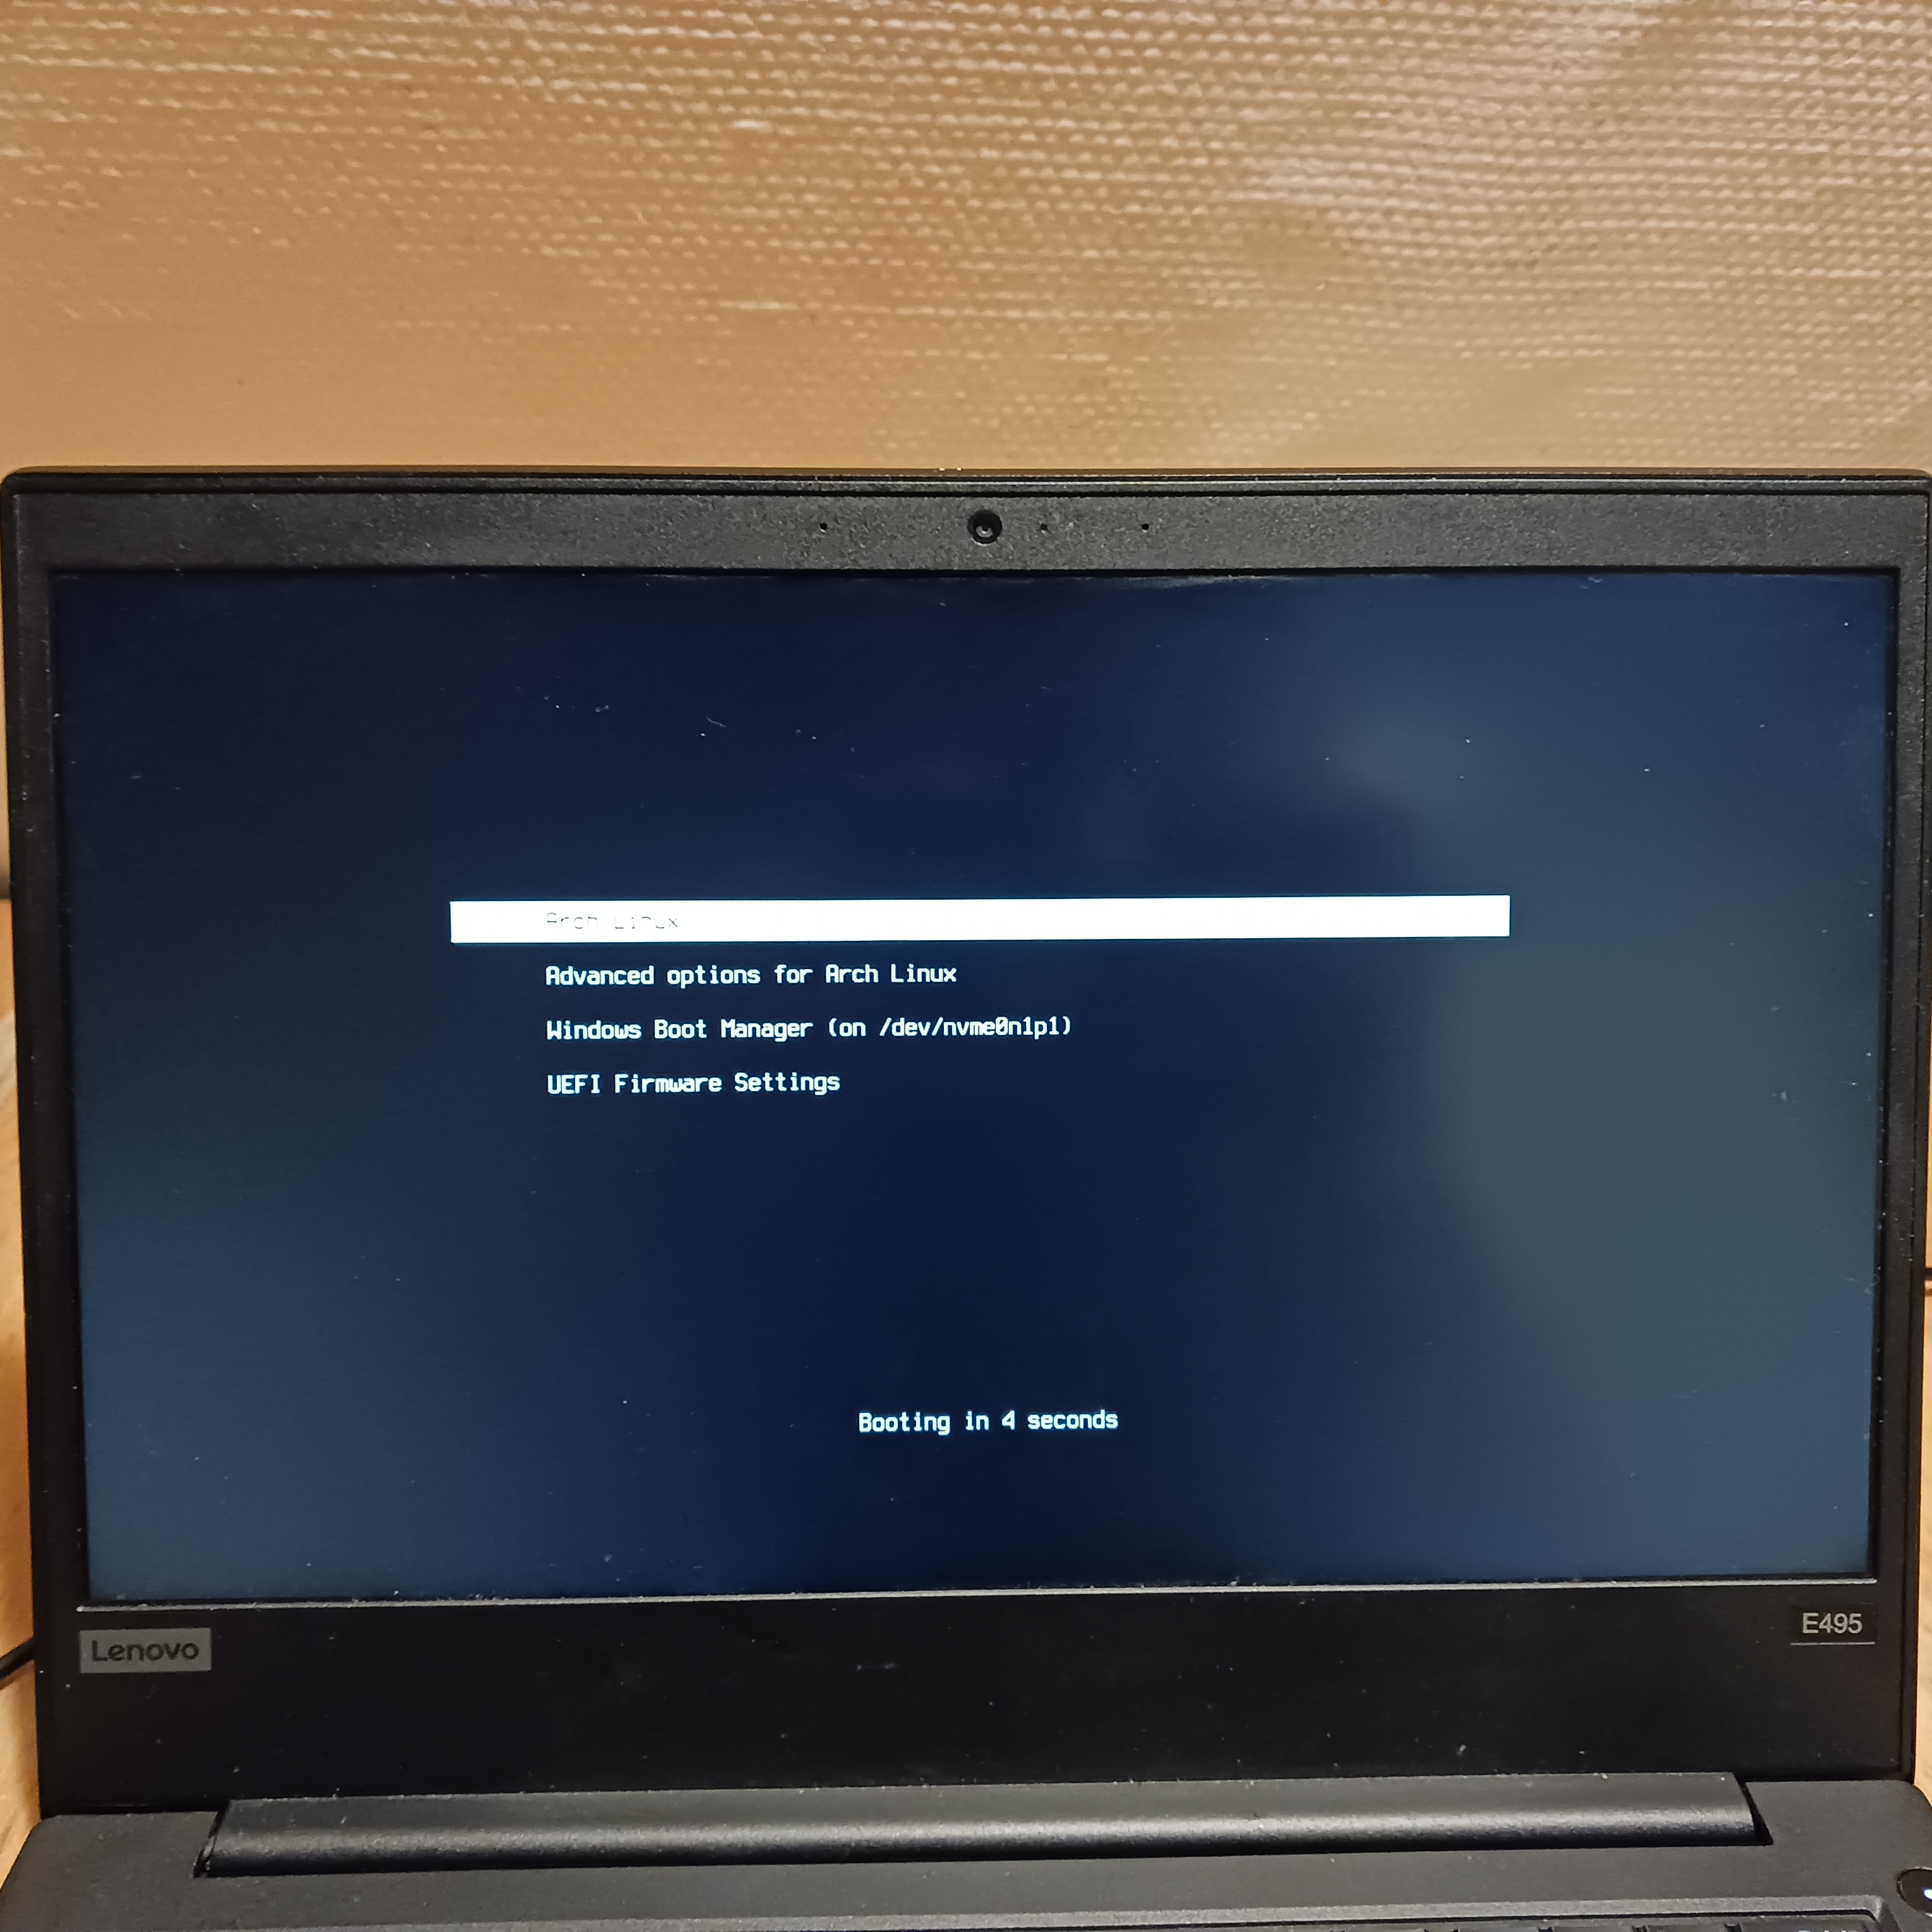 Arch Linux
Advanced options for Arch Linux
Windows Boot Manager (on /dev/nvme0n1p1)
UEFI Firmware Settings
Booting in 4 seconds
Lenovo
E495